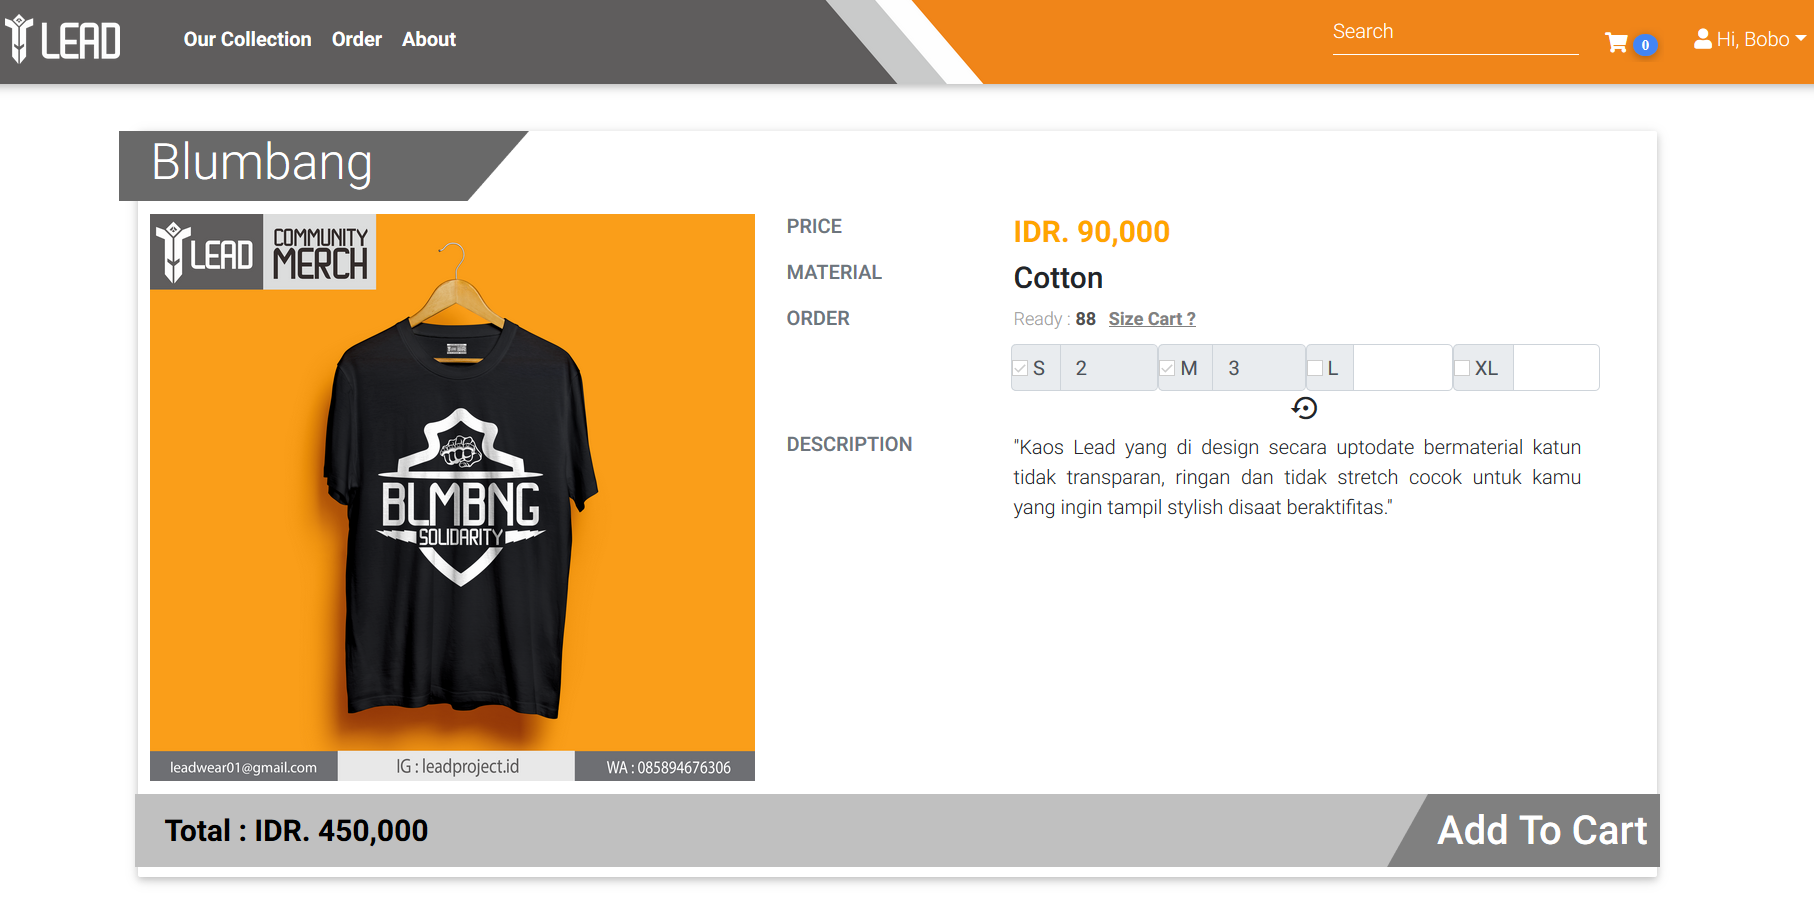 LEAD
Our Collection Order About
Search
0
Hi, Bobo
Blumbang
LEAD
COMMUNITY
MERCH
BLMBNG
SOLIDARITY
leadwear01@gmail.com
IG : leadproject.id
WA : 085894676306
PRICE
IDR. 90,000
MATERIAL
Cotton
ORDER
Ready : 88 Size Cart ?
S 2 M 3 L XL
DESCRIPTION
"Kaos Lead yang di design secara uptodate bermaterial katun
tidak transparan, ringan dan tidak stretch cocok untuk kamu
yang ingin tampil stylish disaat beraktifitas."
Total : IDR. 450,000
Add To Cart